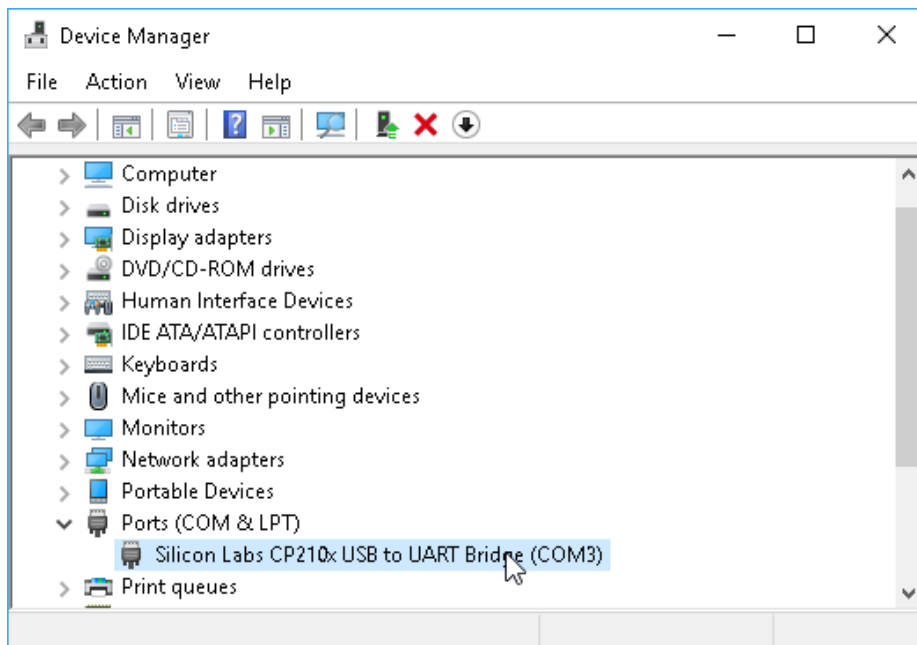 Device Manager
File Action View Help
Computer
Disk drives
Display adapters
DVD/CD-ROM drives
Human Interface Devices
IDE ATA/ATAPI controllers
Keyboards
Mice and other pointing devices
Monitors
Network adapters
Portable Devices
Ports (COM & LPT)
Silicon Labs CP210x USB to UART Bridge (COM3)
Print queues